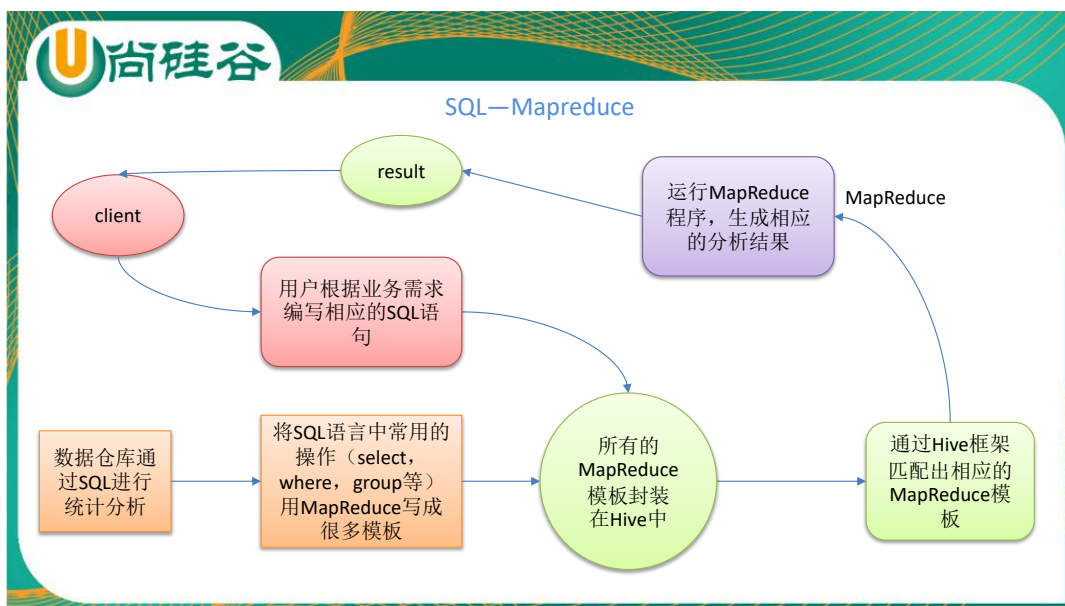 尚硅谷
SQL—Mapreduce
result
client
运行MapReduce
程序，生成相应
的分析结果
MapReduce
用户根据业务需求
编写相应的SQL语
句
数据仓库通
过SQL进行
统计分析
将SQL语言中常用的
操作（select，
where，group等）
用MapReduce写成
很多模板
所有的
MapReduce
模板封装
在Hive中
通过Hive框架
匹配出相应的
MapReduce模
板